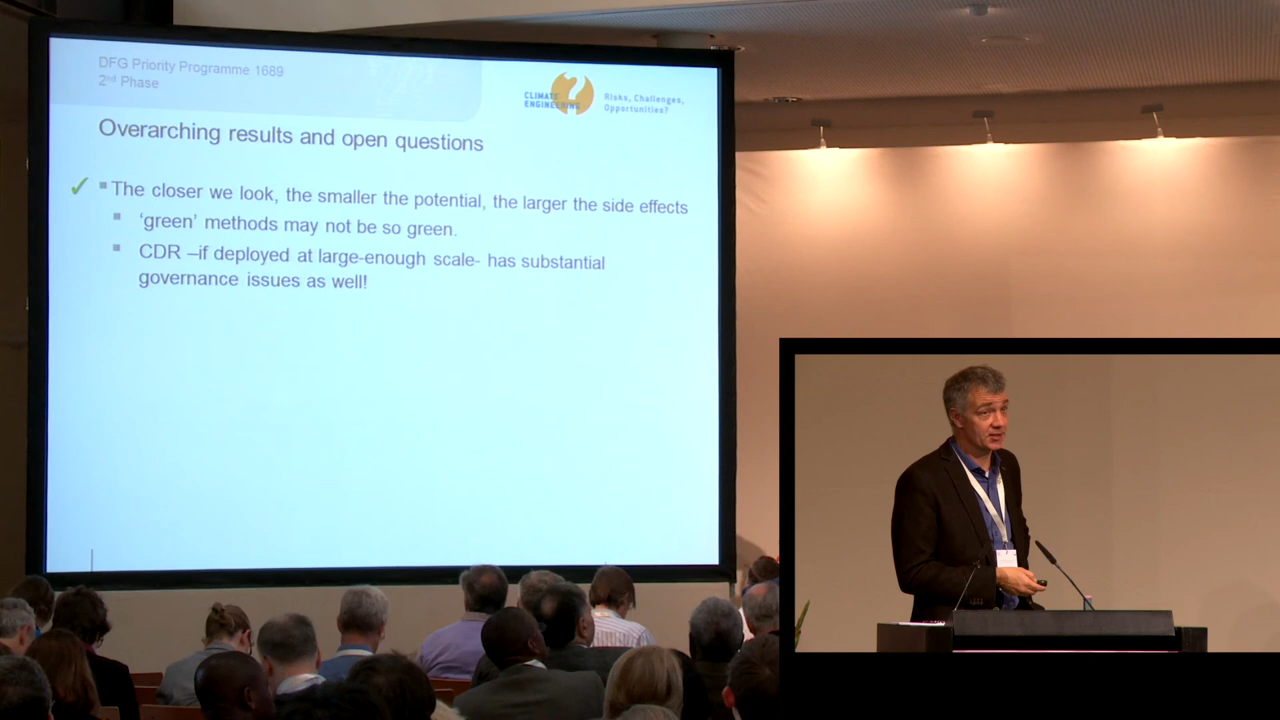 DFG Priority Programme 1689
2nd Phase
CLIMATE
ENGINEERING
?
Risks, Challenges,
Opportunities?
Overarching results and open questions
✓ ▪ The closer we look, the smaller the potential, the larger the side effects
▪ ‘green’ methods may not be so green.
▪ CDR –if deployed at large-enough scale- has substantial
governance issues as well!